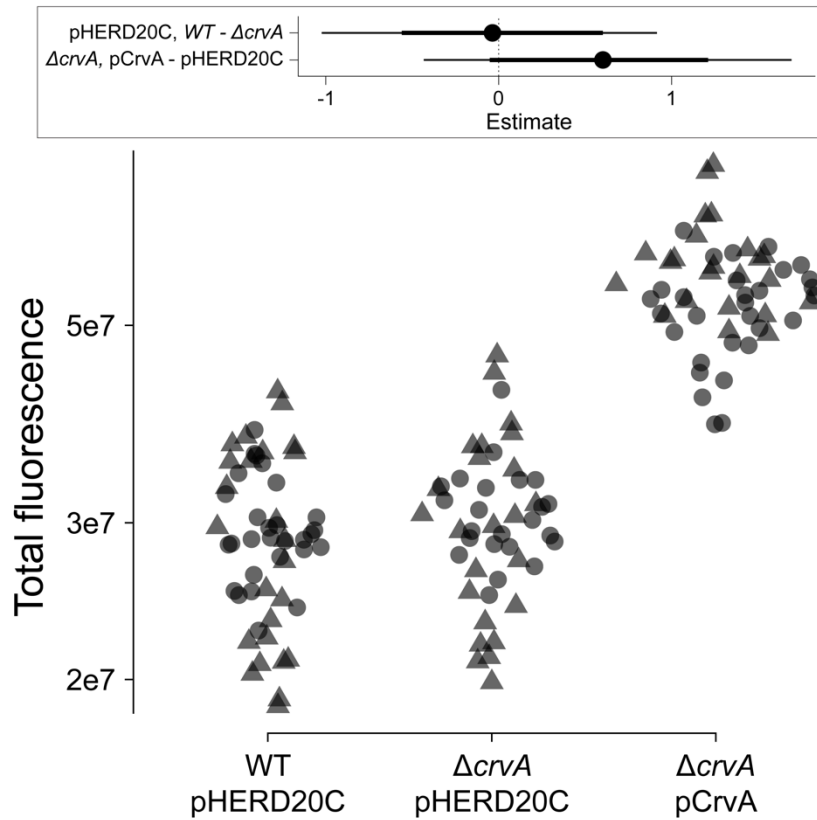 pHERD20C, WT - ΔcrvA
ΔcrvA, pCrvA - pHERD20C
-1 0 1
Estimate
Total fluorescence
5e7
3e7
2e7
WT ΔcrvA ΔcrvA
pHERD20C pHERD20C pCrvA